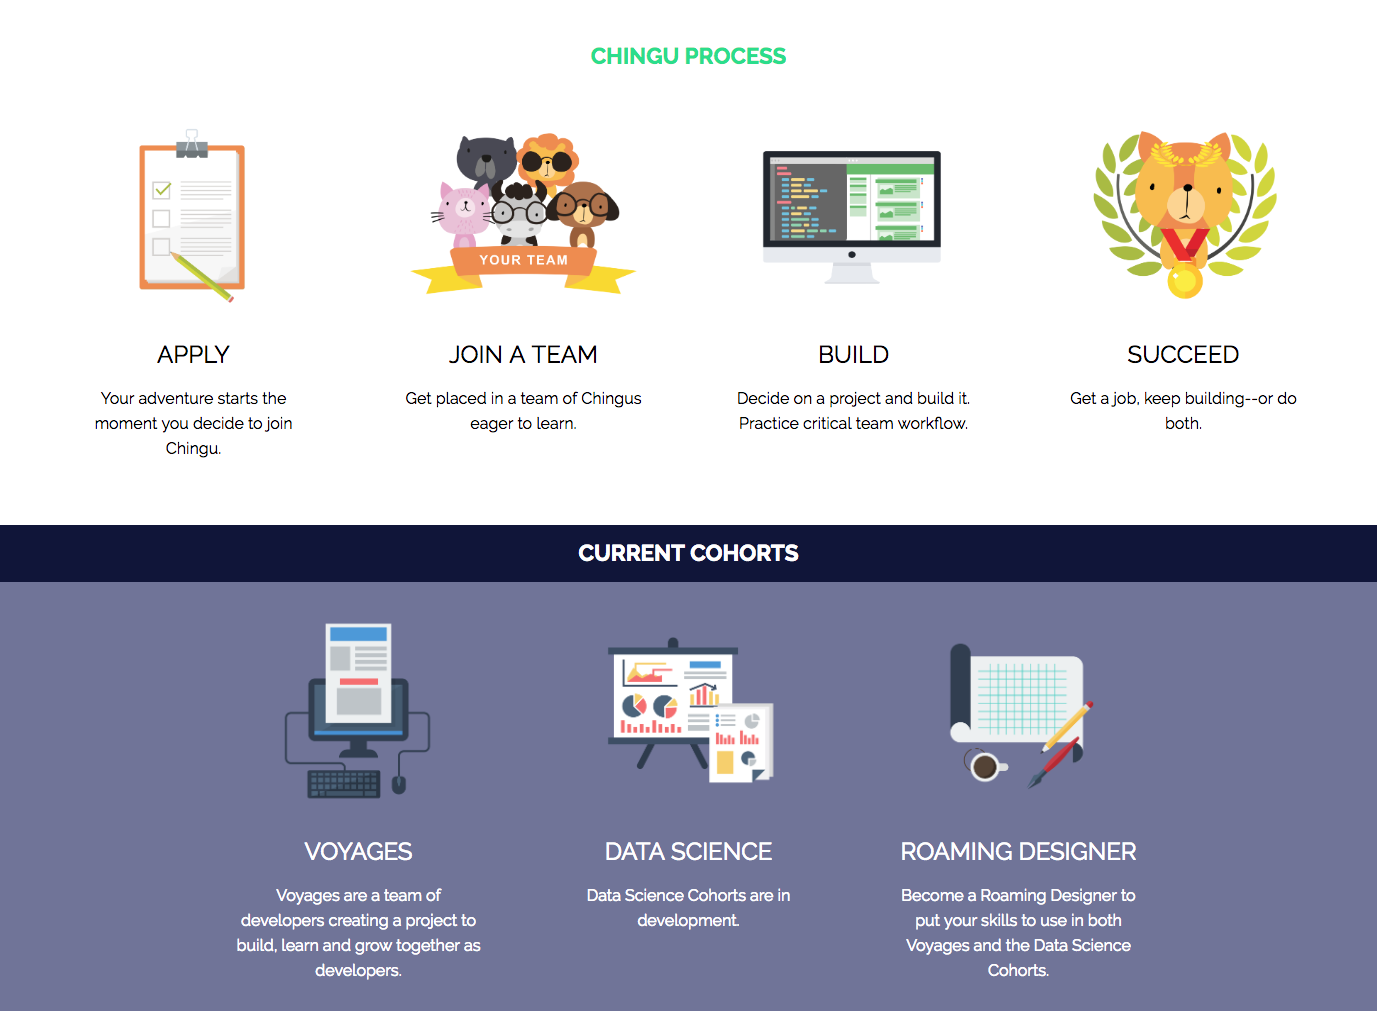 CHINGU PROCESS
YOUR TEAM
APPLY
Your adventure starts the
moment you decide to join
Chingu.
JOIN A TEAM
Get placed in a team of Chingus
eager to learn.
BUILD
Decide on a project and build it.
Practice critical team workflow.
SUCCEED
Get a job, keep building--or do
both.
CURRENT COHORTS
VOYAGES
Voyages are a team of
developers creating a project to
build, learn and grow together as
developers.
DATA SCIENCE
Data Science Cohorts are in
development.
ROAMING DESIGNER
Become a Roaming Designer to
put your skills to use in both
Voyages and the Data Science
Cohorts.